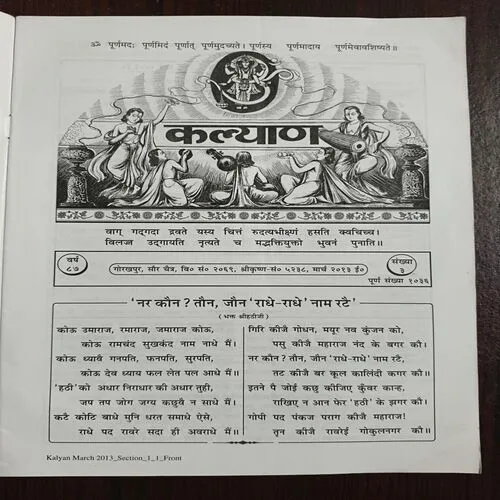 ॐ पूर्णमदः पूर्णमिदं पूर्णात् पूर्णमुदच्यते। पूर्णस्य पूर्णमादाय पूर्णमेवावशिष्यते॥
कल्याण
वाग् गद्गदा द्रवते यस्य चित्तं रुदत्यभीक्ष्णं हसति क्वचिच्च।
विलज्ज उद्गायति नृत्यते च मद्भक्तियुक्तो भुवनं पुनाति॥
वर्ष
८७
गोरखपुर, सौर चैत्र, वि० सं० २०६९, श्रीकृष्ण-सं० ५२३८, मार्च २०१३ ई०
संख्या
३
पूर्ण संख्या १०३६
'नर कौन? तौन, जौन 'राधे-राधे' नाम रटै'
( भक्त श्रीहठीजी )
कोऊ उमाराज, रमाराज, जमाराज कोऊ,
कोऊ रामचंद सुखकंद नाम नाधे मैं।
कोऊ ध्यावैं गनपति, फनपति, सुरपति,
कोऊ देव ध्याय फल लेत पल आधे मैं॥
'हठी' को अधार निराधार की अधार तुही,
जप तप जोग जग्य कछुवै न साधे मैं।
कटै कोटि बाधे मुनि धरत समाधे ऐसे,
राधे पद रावरे सदा ही अवराधे मैं॥
गिरि कीजै गोधन, मयूर नव कुंजन को,
पसु कीजै महाराज नंद के बगर की।
नर कौन? तौन, जौन 'राधे-राधे' नाम रटै,
तट कीजै बर कूल कालिंदी कगर की॥
इतने पै जोई कछु कीजिए कुँवर कान्ह,
राखिए न आन फेर 'हठी' के झगर की।
गोपी पद पंकज पराग कीजै महाराज!
तृन कीजै रावरेई गोकुलनगर की॥
Kalyan March 2013_Section_1_1_Front